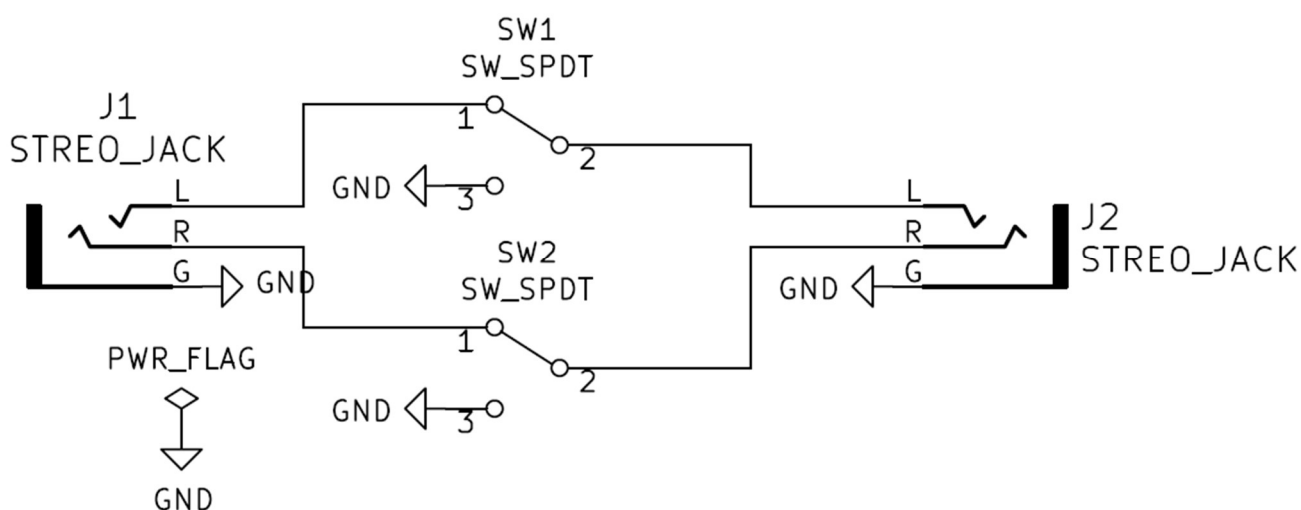 SW1
SW_SPDT
J1
STREO_JACK
1
2
GND
3
L
R
G
GND
L
R
G
GND
J2
STREO_JACK
SW2
SW_SPDT
1
2
GND
3
PWR_FLAG
GND